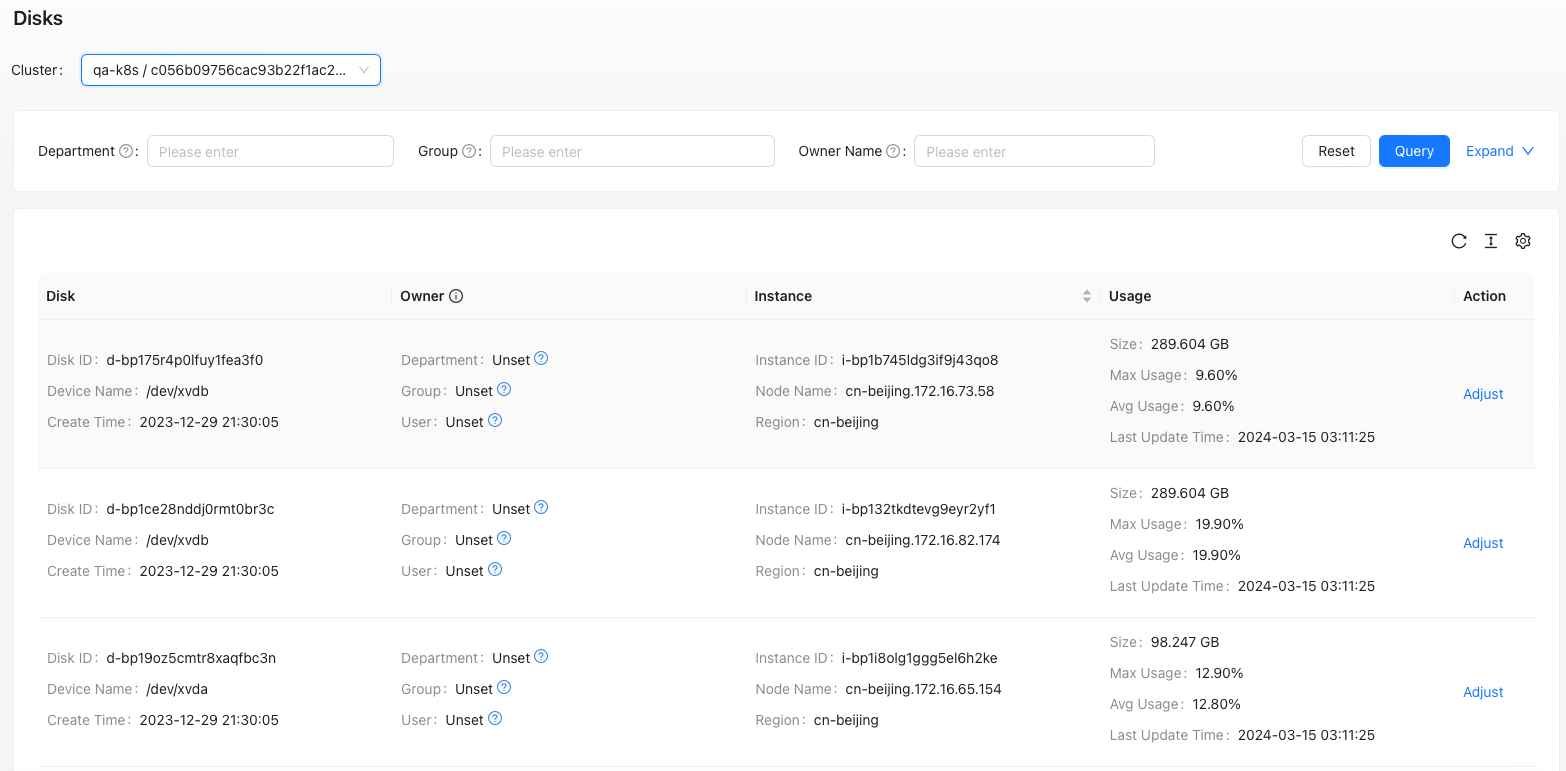 Disks
Cluster: qa-k8s / c056b09756cac93b22f1ac2...
Department ?: Please enter Group ?: Please enter Owner Name ?: Please enter Reset Query Expand
Disk Owner Instance Usage Action
Disk ID: d-bp175r4p0lfuy1fea3f0
Device Name: /dev/xvdb
Create Time: 2023-12-29 21:30:05
Department: Unset ?
Group: Unset ?
User: Unset ?
Instance ID: i-bp1b745ldg3if9j43qo8
Node Name: cn-beijing.172.16.73.58
Region: cn-beijing
Size: 289.604 GB
Max Usage: 9.60%
Avg Usage: 9.60%
Last Update Time: 2024-03-15 03:11:25
Adjust
Disk ID: d-bp1ce28nddj0rmt0br3c
Device Name: /dev/xvdb
Create Time: 2023-12-29 21:30:05
Department: Unset ?
Group: Unset ?
User: Unset ?
Instance ID: i-bp132tkdtevg9eyr2yf1
Node Name: cn-beijing.172.16.82.174
Region: cn-beijing
Size: 289.604 GB
Max Usage: 19.90%
Avg Usage: 19.90%
Last Update Time: 2024-03-15 03:11:25
Adjust
Disk ID: d-bp19oz5cmtr8xaqfbc3n
Device Name: /dev/xvda
Create Time: 2023-12-29 21:30:05
Department: Unset ?
Group: Unset ?
User: Unset ?
Instance ID: i-bp1i8olg1ggg5el6h2ke
Node Name: cn-beijing.172.16.65.154
Region: cn-beijing
Size: 98.247 GB
Max Usage: 12.90%
Avg Usage: 12.80%
Last Update Time: 2024-03-15 03:11:25
Adjust